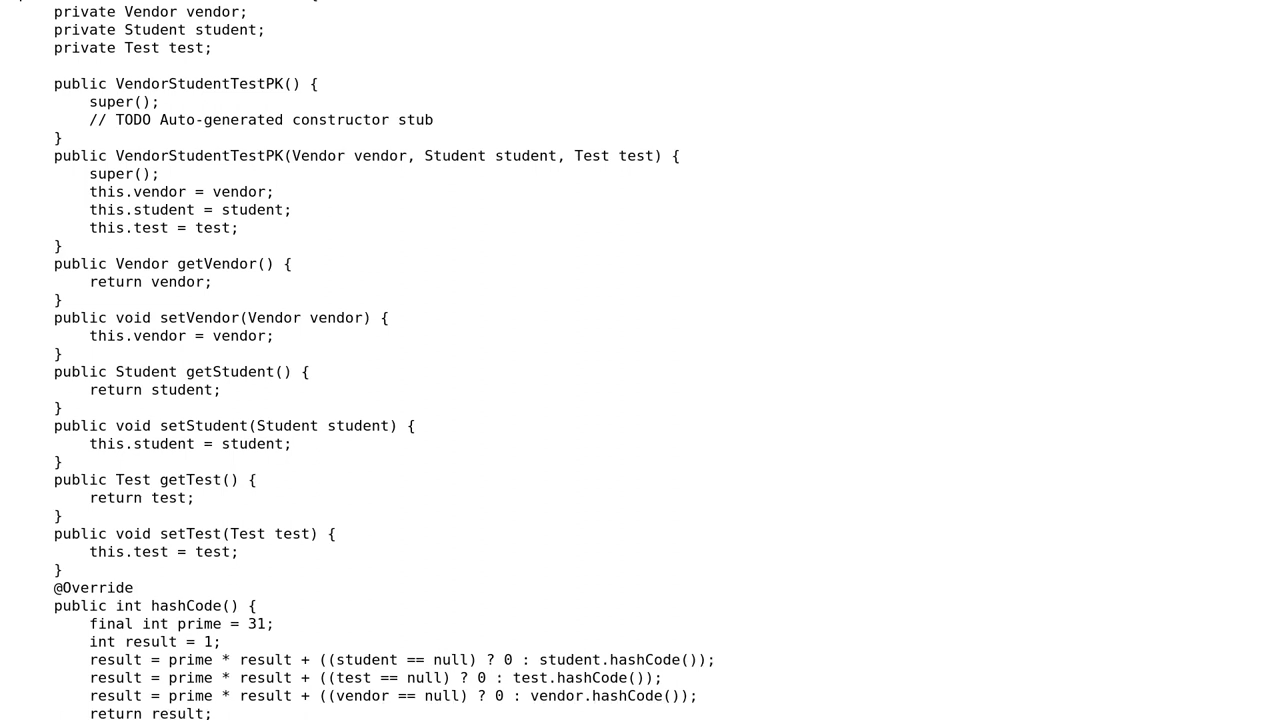 private Vendor vendor;
private Student student;
private Test test;
public VendorStudentTestPK() {
super();
// TODO Auto-generated constructor stub
}
public VendorStudentTestPK(Vendor vendor, Student student, Test test) {
super();
this.vendor = vendor;
this.student = student;
this.test = test;
}
public Vendor getVendor() {
return vendor;
}
public void setVendor(Vendor vendor) {
this.vendor = vendor;
}
public Student getStudent() {
return student;
}
public void setStudent(Student student) {
this.student = student;
}
public Test getTest() {
return test;
}
public void setTest(Test test) {
this.test = test;
}
@Override
public int hashCode() {
final int prime = 31;
int result = 1;
result = prime * result + ((student == null) ? 0 : student.hashCode());
result = prime * result + ((test == null) ? 0 : test.hashCode());
result = prime * result + ((vendor == null) ? 0 : vendor.hashCode());
return result;